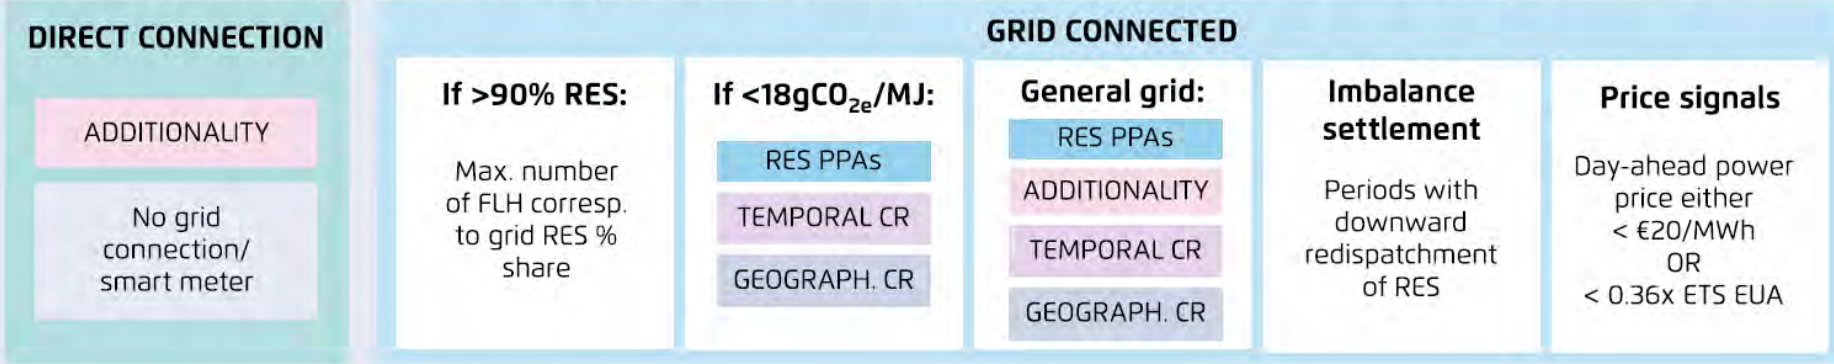 DIRECT CONNECTION
ADDITIONALITY
No grid
connection/
smart meter
GRID CONNECTED
If >90% RES:
Max. number
of FLH corresp.
to grid RES %
share
If <18gCO₂ₑ/MJ:
RES PPAs
TEMPORAL CR
GEOGRAPH. CR
General grid:
RES PPAs
ADDITIONALITY
TEMPORAL CR
GEOGRAPH. CR
Imbalance
settlement
Periods with
downward
redispatchment
of RES
Price signals
Day-ahead power
price either
< €20/MWh
OR
< 0.36x ETS EUA